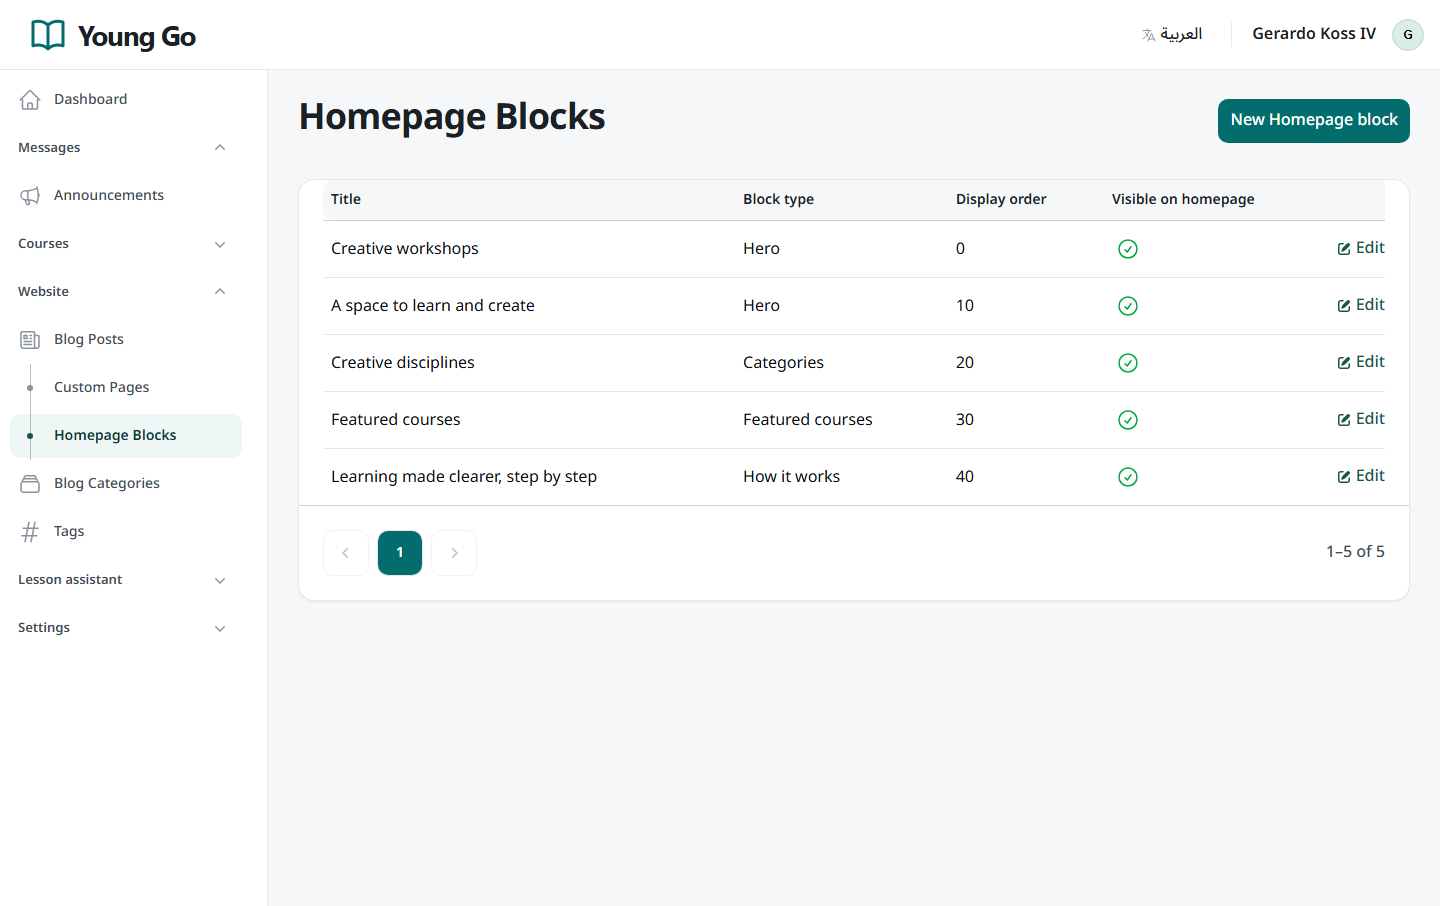 Young Go
العربية
Gerardo Koss IV
G
Dashboard
Messages
Announcements
Courses
Website
Blog Posts
Custom Pages
Homepage Blocks
Blog Categories
Tags
Lesson assistant
Settings
Homepage Blocks
New Homepage block
Title Block type Display order Visible on homepage
Creative workshops Hero 0 Edit
A space to learn and create Hero 10 Edit
Creative disciplines Categories 20 Edit
Featured courses Featured courses 30 Edit
Learning made clearer, step by step How it works 40 Edit
1
1–5 of 5